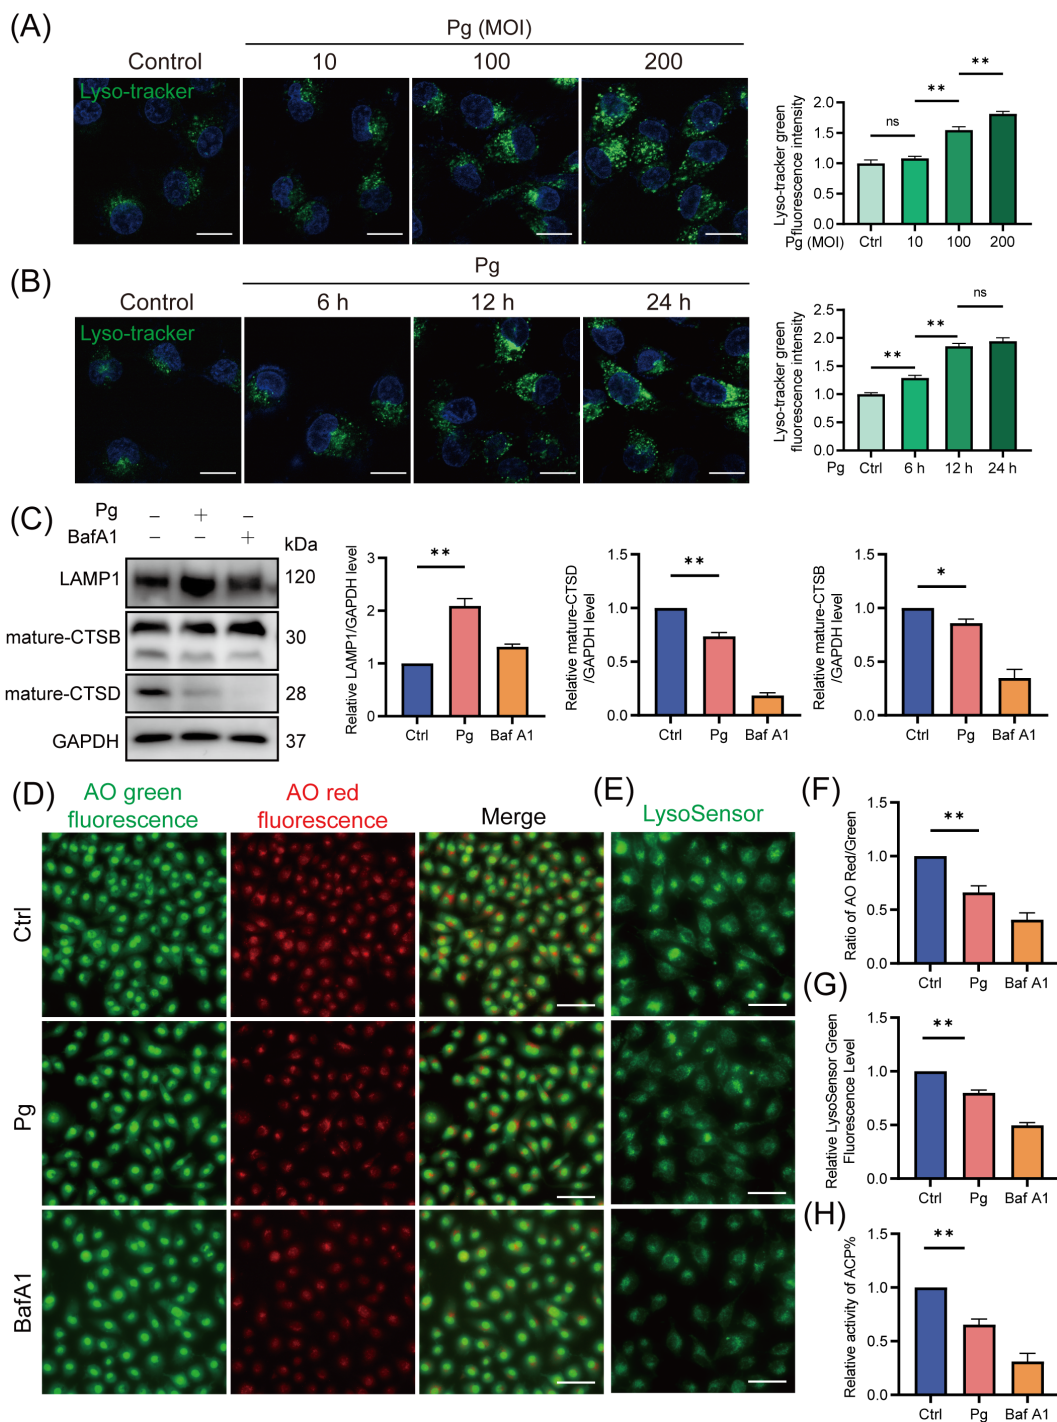 (A)
Pg (MOI)
Control 10 100 200
Lyso-tracker
Lyso-tracker green
fluorescence intensity
2.0
1.5
1.0
0.5
0.0
ns
**
**
Pg (MOI) Ctrl 10 100 200
(B)
Pg
Control 6 h 12 h 24 h
Lyso-tracker
Lyso-tracker green
fluorescence intensity
2.5
2.0
1.5
1.0
0.5
0.0
**
**
ns
Pg Ctrl 6 h 12 h 24 h
(C)
Pg − + −
BafA1 − − +
kDa
LAMP1 120
mature-CTSB 30
mature-CTSD 28
GAPDH 37
Relative LAMP1/GAPDH level
3
2
1
0
**
Ctrl Pg Baf A1
Relative mature-CTSD
/GAPDH level
1.5
1.0
0.5
0.0
**
Ctrl Pg Baf A1
Relative mature-CTSB
/GAPDH level
1.5
1.0
0.5
0.0
*
Ctrl Pg Baf A1
(D)
AO green
fluorescence
AO red
fluorescence
Merge
Ctrl
Pg
BafA1
(E)
LysoSensor
(F)
Ratio of AO Red/Green
1.5
1.0
0.5
0.0
**
Ctrl Pg Baf A1
(G)
Relative LysoSensor Green
Fluorescence Level
1.5
1.0
0.5
0.0
**
Ctrl Pg Baf A1
(H)
Relative activity of ACP%
1.5
1.0
0.5
0.0
**
Ctrl Pg Baf A1